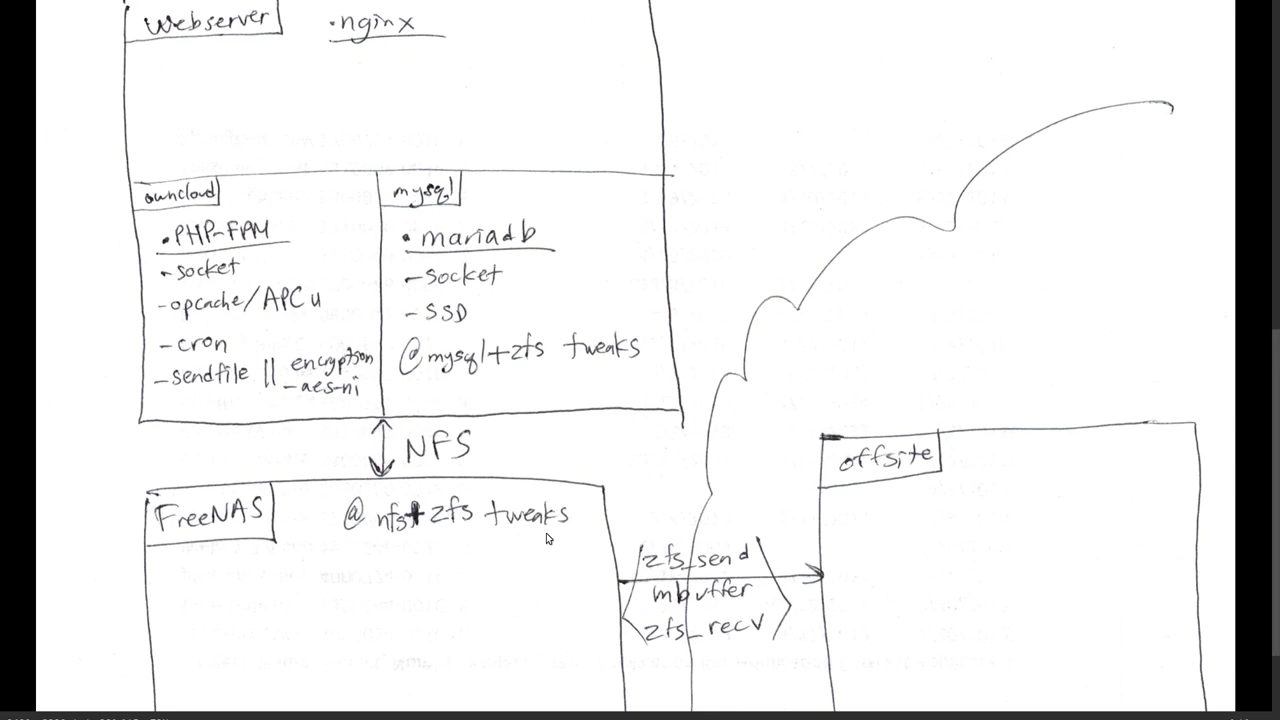 Webserver
•nginx
owncloud
•PHP-FPM
-socket
-opcache/APCu
-cron
-sendfile || encryption
-aes-ni
mysql
•mariadb
-socket
-SSD
@mysql+zfs tweaks
NFS
FreeNAS
@nfs+zfs tweaks
zfs_send
mbuffer
zfs_recv
offsite